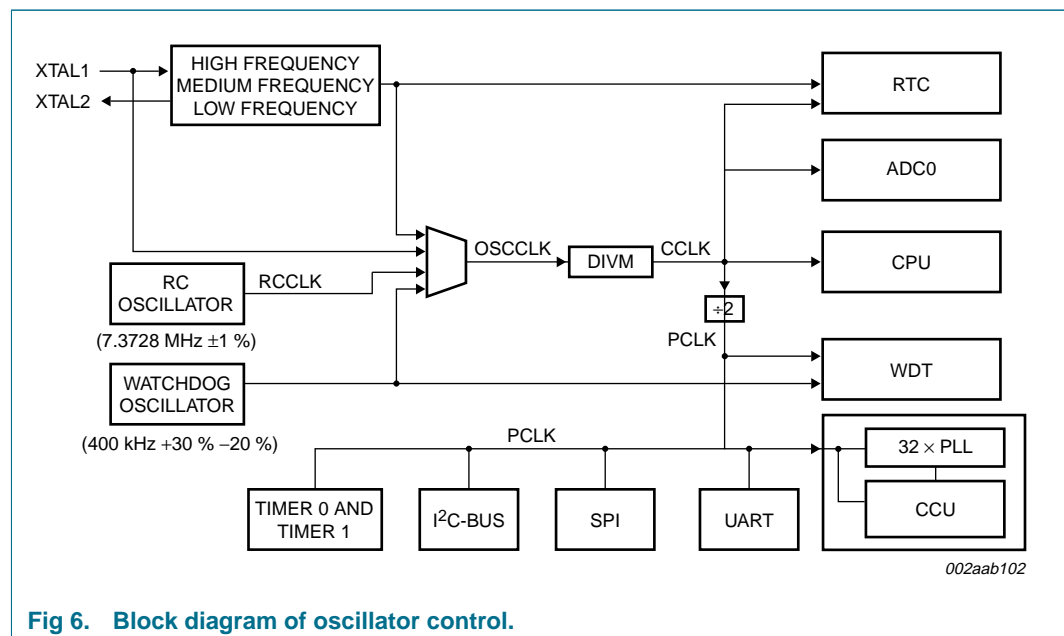 XTAL1
XTAL2
HIGH FREQUENCY
MEDIUM FREQUENCY
LOW FREQUENCY
RTC
ADC0
OSCCLK
DIVM
CCLK
CPU
RC
OSCILLATOR
RCCLK
(7.3728 MHz ±1 %)
÷2
PCLK
WATCHDOG
OSCILLATOR
WDT
(400 kHz +30 % −20 %)
PCLK
32 × PLL
TIMER 0 AND
TIMER 1
I²C-BUS
SPI
UART
CCU
002aab102
Fig 6. Block diagram of oscillator control.